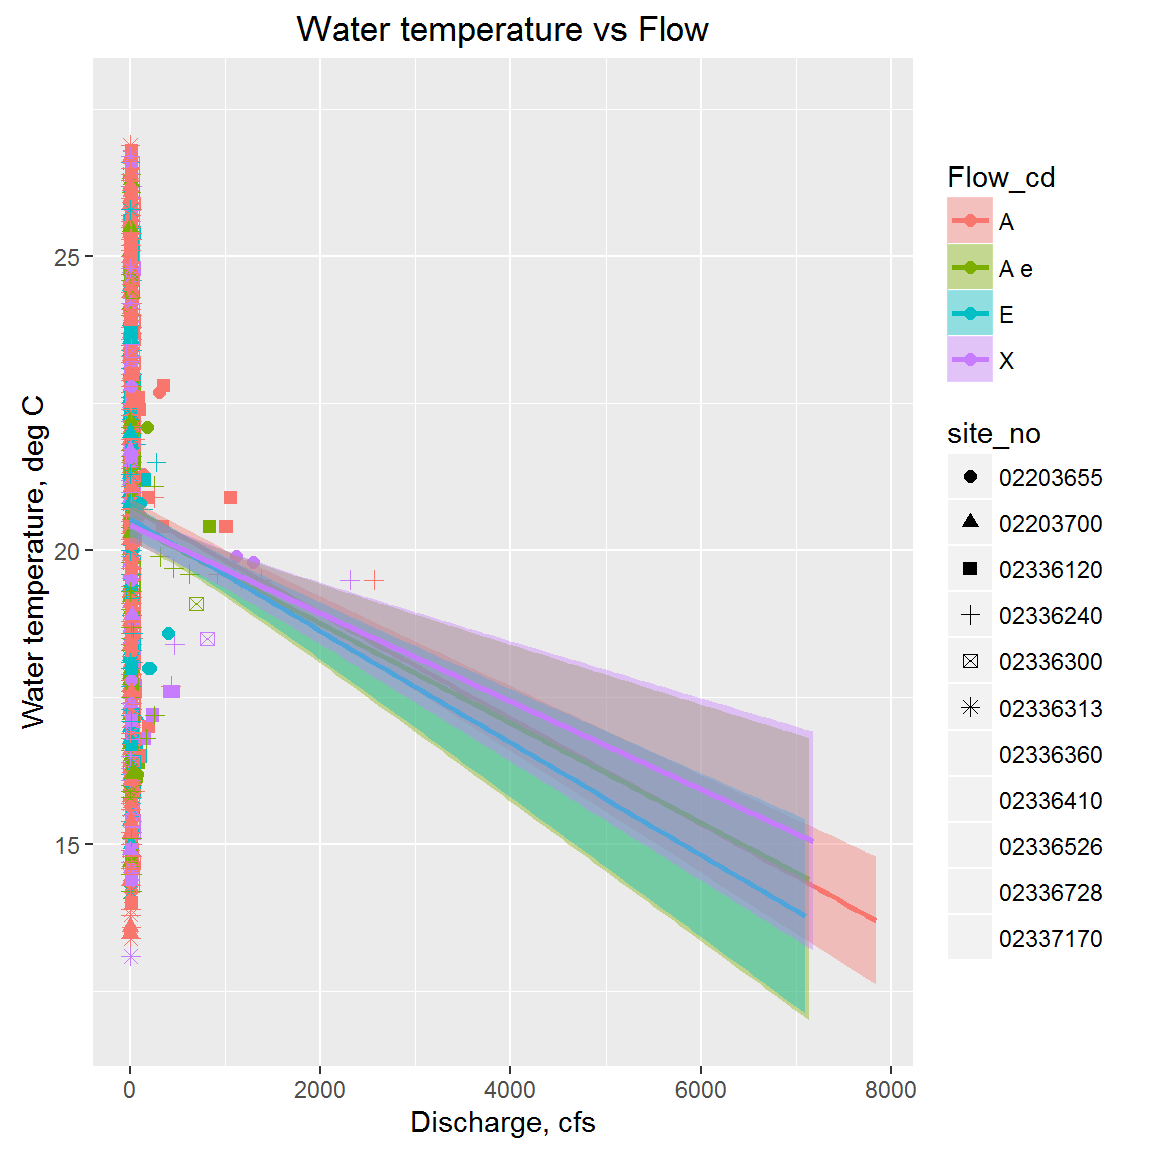 Water temperature vs Flow
Water temperature, deg C
25
20
15
0
2000
4000
6000
8000
Discharge, cfs
Flow_cd
A
A e
E
X
site_no
02203655
02203700
02336120
02336240
02336300
02336313
02336360
02336410
02336526
02336728
02337170